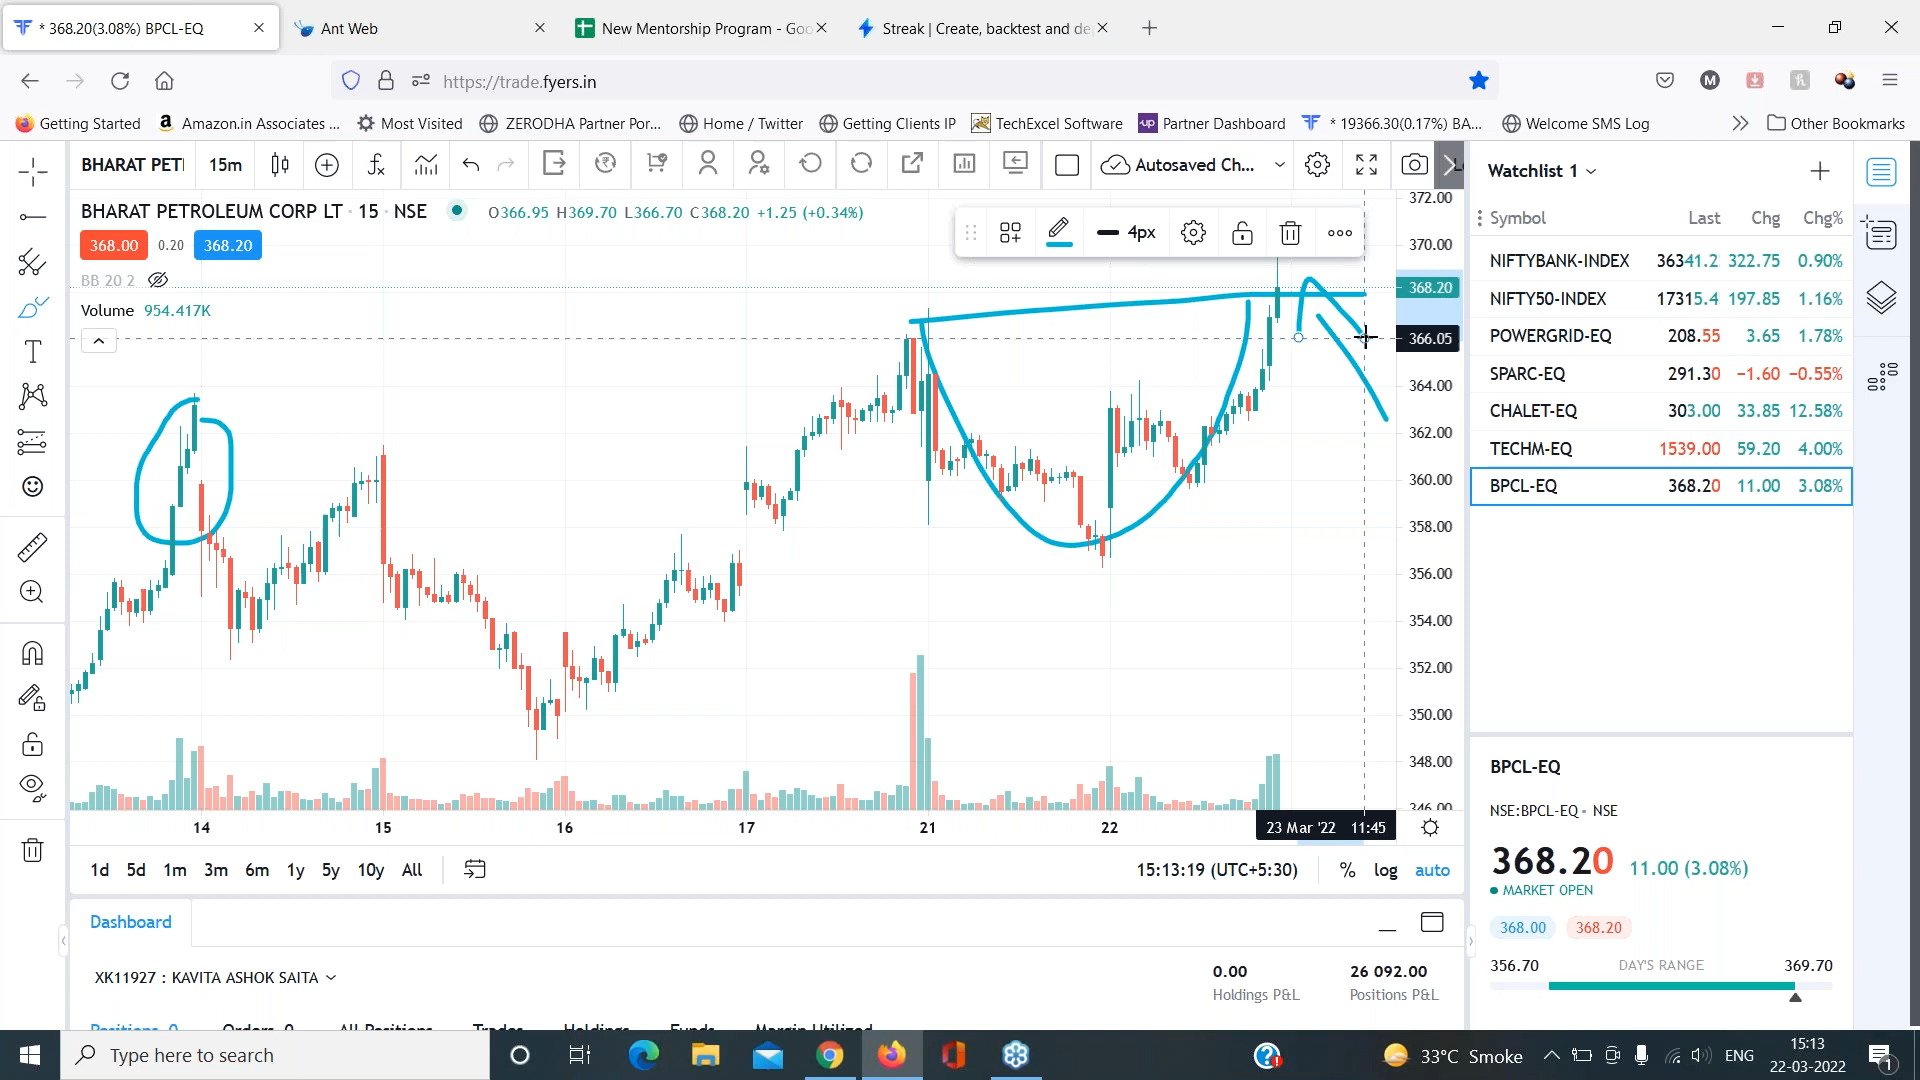 * 368.20(3.08%) BPCL-EQ
Ant Web
New Mentorship Program - Goo
Streak | Create, backtest and de
https://trade.fyers.in
M
Getting Started
Amazon.in Associates ...
Most Visited
ZERODHA Partner Por...
Home / Twitter
Getting Clients IP
TechExcel Software
up Partner Dashboard
* 19366.30(0.17%) BA...
Welcome SMS Log
Other Bookmarks
BHARAT PETI 15m
Autosaved Ch...
BHARAT PETROLEUM CORP LT · 15 · NSE
O366.95 H369.70 L366.70 C368.20 +1.25 (+0.34%)
368.00 0.20 368.20
BB 20 2
Volume 954.417K
4px
372.00
370.00
368.20
366.05
364.00
362.00
360.00
358.00
356.00
354.00
352.00
350.00
348.00
346.00
14 15 16 17 21 22 23 Mar '22 11:45
1d 5d 1m 3m 6m 1y 5y 10y All
15:13:19 (UTC+5:30) % log auto
Dashboard
XK11927 : KAVITA ASHOK SAITA
0.00
Holdings P&L
26 092.00
Positions P&L
Positions 0 Orders 0 All Positions Trades Holdings Funds Margin Utilized
Watchlist 1
Symbol Last Chg Chg%
NIFTYBANK-INDEX 36341.2 322.75 0.90%
NIFTY50-INDEX 17315.4 197.85 1.16%
POWERGRID-EQ 208.55 3.65 1.78%
SPARC-EQ 291.30 −1.60 −0.55%
CHALET-EQ 303.00 33.85 12.58%
TECHM-EQ 1539.00 59.20 4.00%
BPCL-EQ 368.20 11.00 3.08%
BPCL-EQ
NSE:BPCL-EQ NSE
368.20 11.00 (3.08%)
MARKET OPEN
368.00 368.20
356.70 DAY'S RANGE 369.70
Type here to search
33°C Smoke
ENG
15:13
22-03-2022
1